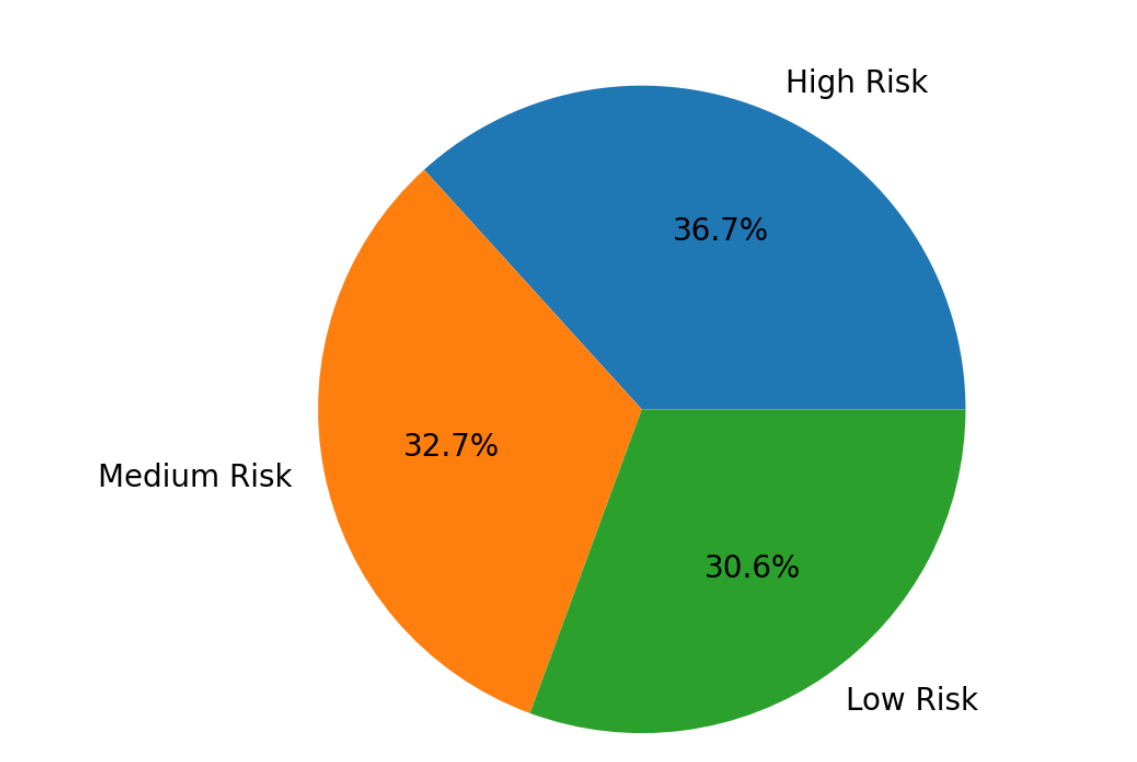 High Risk
36.7%
32.7%
Medium Risk
30.6%
Low Risk